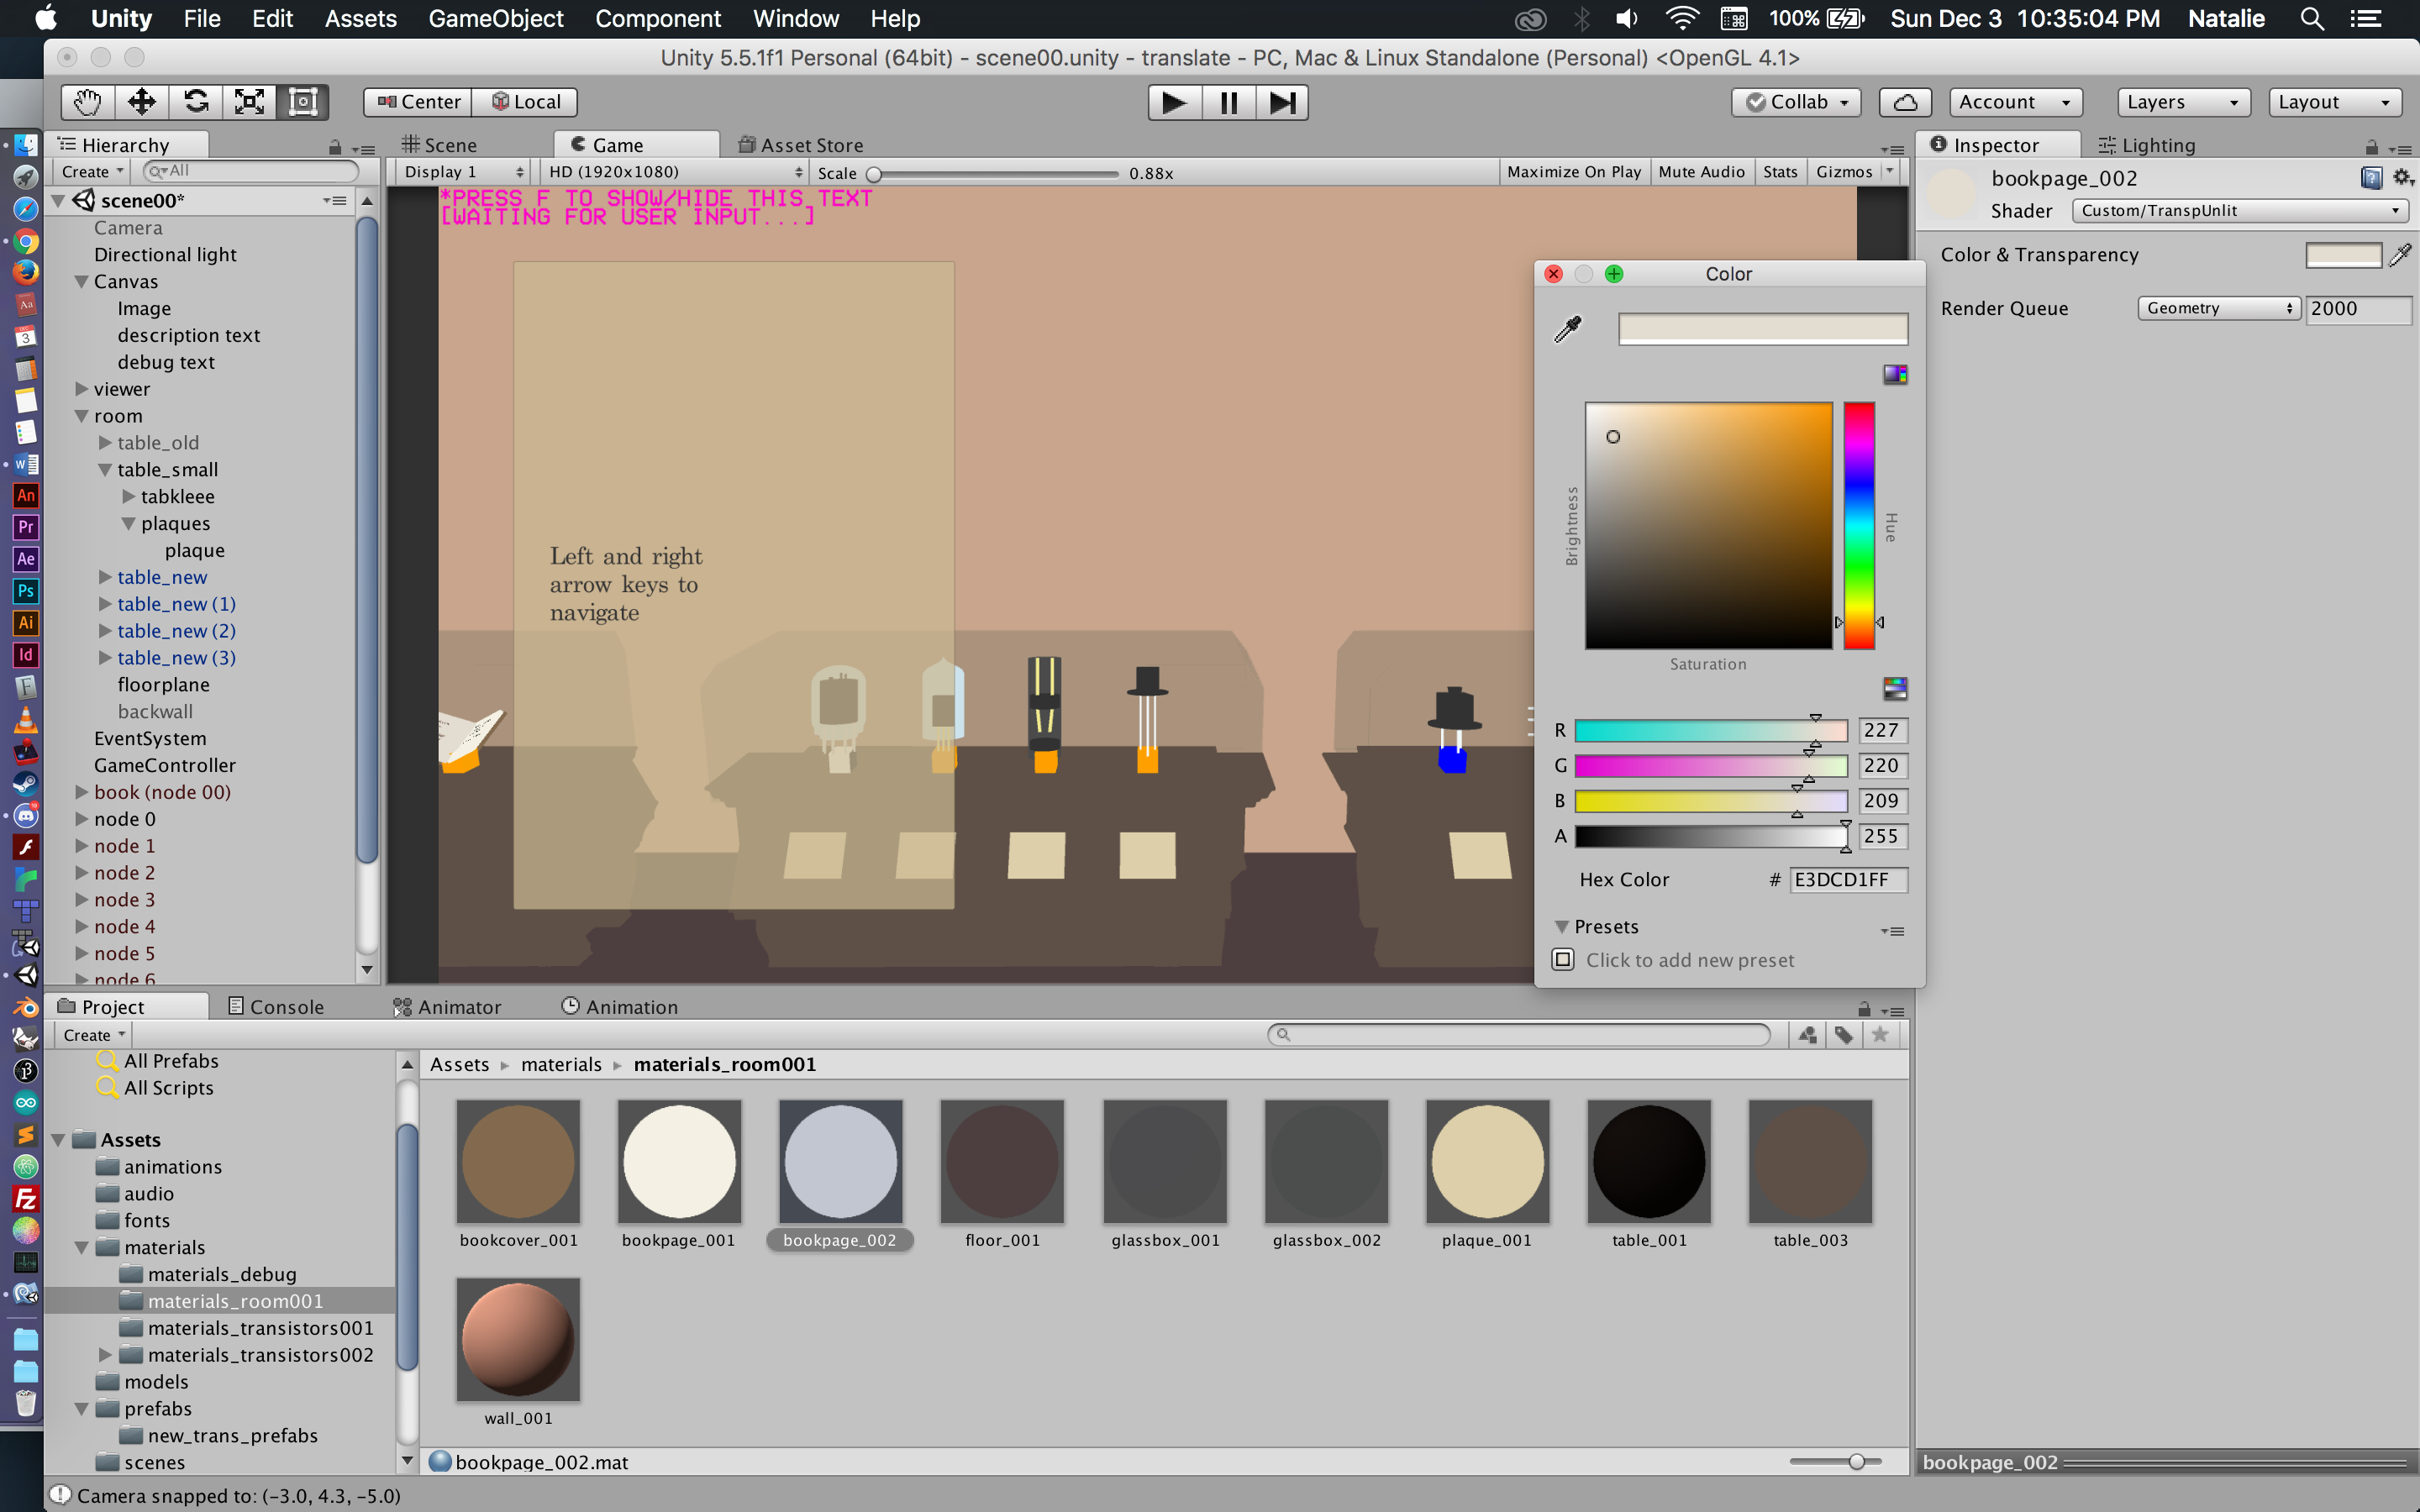 Unity File Edit Assets GameObject Component Window Help 100% Sun Dec 3 10:35:04 PM Natalie
Unity 5.5.1f1 Personal (64bit) - scene00.unity - translate - PC, Mac & Linux Standalone (Personal) <OpenGL 4.1>
Center Local Collab Account Layers Layout
Hierarchy Scene Game Asset Store Inspector Lighting
Create All Display 1 HD (1920x1080) Scale 0.88x Maximize On Play Mute Audio Stats Gizmos
scene00*
Camera
Directional light
Canvas
Image
description text
debug text
viewer
room
table_old
table_small
tabkleee
plaques
plaque
table_new
table_new (1)
table_new (2)
table_new (3)
floorplane
backwall
EventSystem
GameController
book (node 00)
node 0
node 1
node 2
node 3
node 4
node 5
node 6
*PRESS F TO SHOW/HIDE THIS TEXT
[WAITING FOR USER INPUT...]
Left and right
arrow keys to
navigate
Color
Brightness
Hue
Saturation
R 227
G 220
B 209
A 255
Hex Color # E3DCD1FF
Presets
Click to add new preset
bookpage_002
Shader Custom/TranspUnlit
Color & Transparency
Render Queue Geometry 2000
Project Console Animator Animation
Create
All Prefabs
All Scripts
Assets
animations
audio
fonts
materials
materials_debug
materials_room001
materials_transistors001
materials_transistors002
models
prefabs
new_trans_prefabs
scenes
Assets materials materials_room001
bookcover_001 bookpage_001 bookpage_002 floor_001 glassbox_001 glassbox_002 plaque_001 table_001 table_003
wall_001
bookpage_002.mat
bookpage_002
Camera snapped to: (-3.0, 4.3, -5.0)
Aa
DEC
3
W
An
Pr
Ae
Ps
Ai
Id
F
Fz